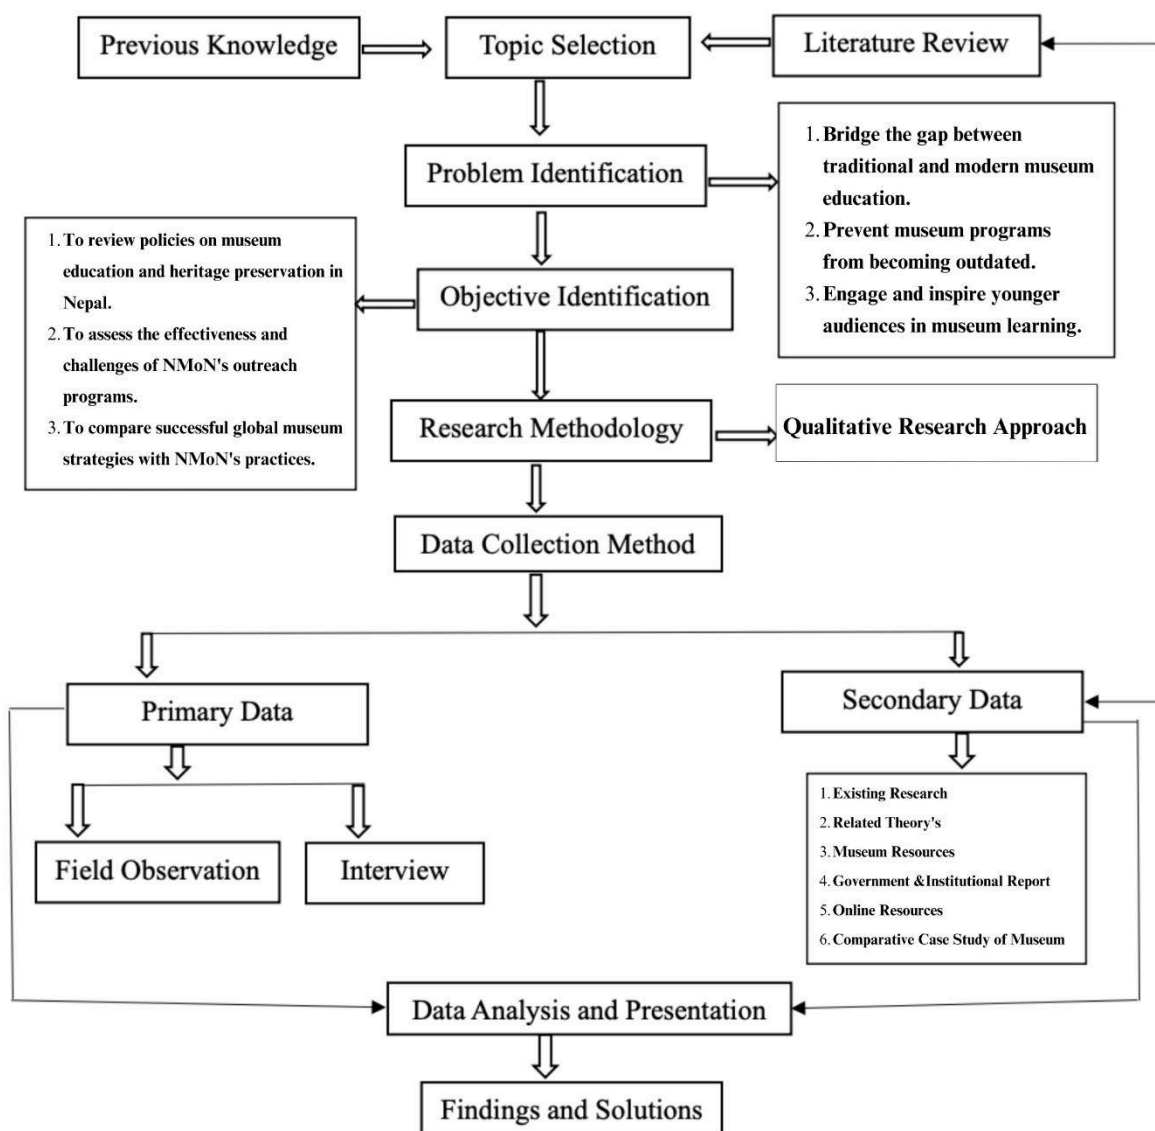 Previous Knowledge
Topic Selection
Literature Review
Problem Identification
1. Bridge the gap between
traditional and modern museum
education.
2. Prevent museum programs
from becoming outdated.
3. Engage and inspire younger
audiences in museum learning.
1. To review policies on museum
education and heritage preservation in
Nepal.
2. To assess the effectiveness and
challenges of NMoN's outreach
programs.
3. To compare successful global museum
strategies with NMoN's practices.
Objective Identification
Research Methodology
Qualitative Research Approach
Data Collection Method
Primary Data
Secondary Data
Field Observation
Interview
1. Existing Research
2. Related Theory's
3. Museum Resources
4. Government &Institutional Report
5. Online Resources
6. Comparative Case Study of Museum
Data Analysis and Presentation
Findings and Solutions